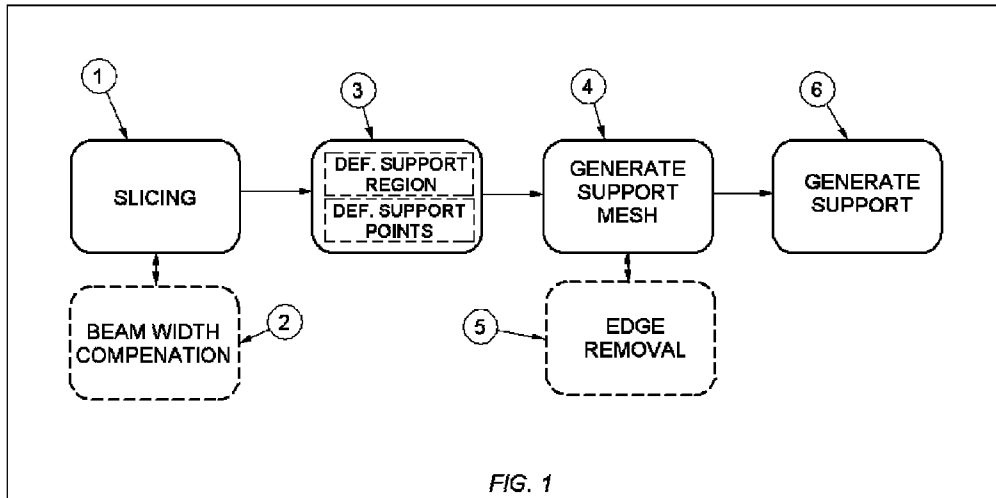 1
3
4
6
SLICING
DEF. SUPPORT
REGION
DEF. SUPPORT
POINTS
GENERATE
SUPPORT
MESH
GENERATE
SUPPORT
BEAM WIDTH
COMPENATION
2
5
EDGE
REMOVAL
FIG. 1